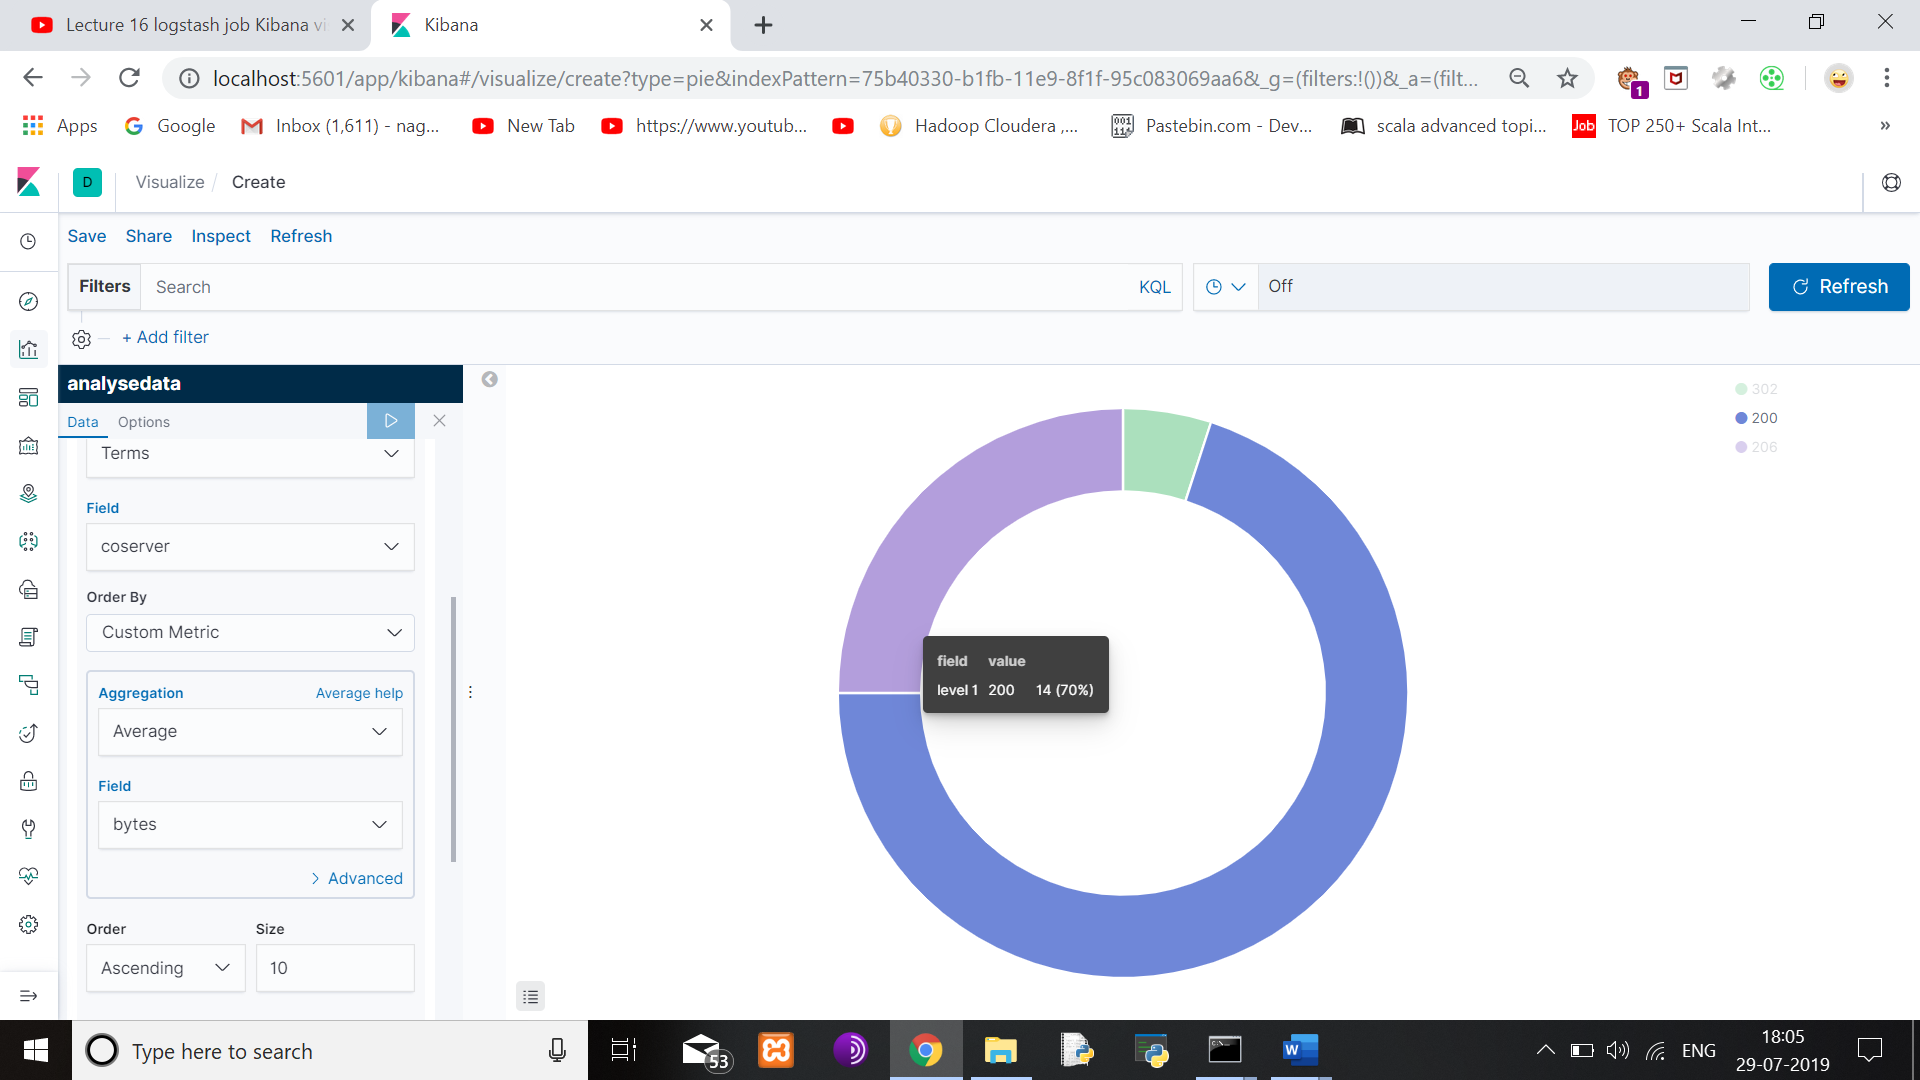 Lecture 16 logstash job Kibana vi
Kibana
localhost:5601/app/kibana#/visualize/create?type=pie&indexPattern=75b40330-b1fb-11e9-8f1f-95c083069aa6&_g=(filters:!())&_a=(filt...
1
Apps
Google
Inbox (1,611) - nag...
New Tab
https://www.youtub...
Hadoop Cloudera ,...
Pastebin.com - Dev...
scala advanced topi...
Job
TOP 250+ Scala Int...
»
D
Visualize / Create
Save Share Inspect Refresh
Filters Search KQL
Off
Refresh
+ Add filter
analysedata
Data Options
Terms
Field
coserver
Order By
Custom Metric
Aggregation Average help
Average
Field
bytes
Advanced
Order Size
Ascending 10
302
200
206
field value
level 1 200 14 (70%)
Type here to search
53
W
ENG
18:05
29-07-2019